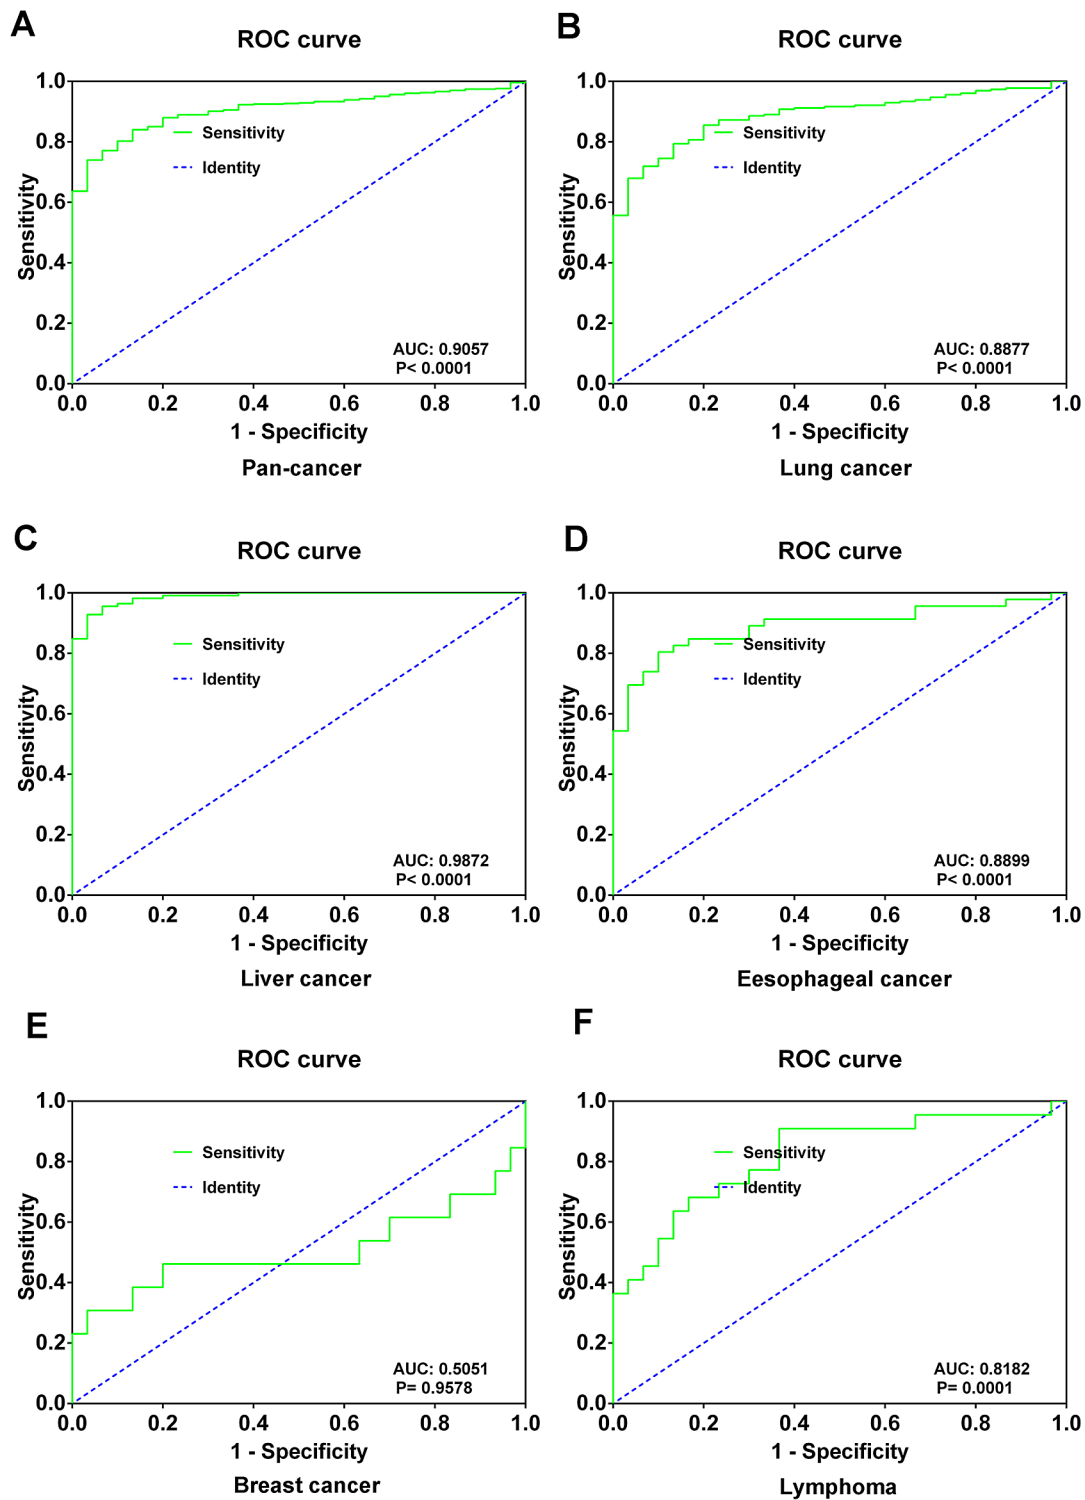 A
ROC curve
1.0
0.8
0.6
0.4
0.2
0.0
Sensitivity
Sensitivity
Identity
AUC: 0.9057
P< 0.0001
0.0 0.2 0.4 0.6 0.8 1.0
1 - Specificity
Pan-cancer
B
ROC curve
1.0
0.8
0.6
0.4
0.2
0.0
Sensitivity
Sensitivity
Identity
AUC: 0.8877
P< 0.0001
0.0 0.2 0.4 0.6 0.8 1.0
1 - Specificity
Lung cancer
C
ROC curve
1.0
0.8
0.6
0.4
0.2
0.0
Sensitivity
Sensitivity
Identity
AUC: 0.9872
P< 0.0001
0.0 0.2 0.4 0.6 0.8 1.0
1 - Specificity
Liver cancer
D
ROC curve
1.0
0.8
0.6
0.4
0.2
0.0
Sensitivity
Sensitivity
Identity
AUC: 0.8899
P< 0.0001
0.0 0.2 0.4 0.6 0.8 1.0
1 - Specificity
Eesophageal cancer
E
ROC curve
1.0
0.8
0.6
0.4
0.2
0.0
Sensitivity
Sensitivity
Identity
AUC: 0.5051
P= 0.9578
0.0 0.2 0.4 0.6 0.8 1.0
1 - Specificity
Breast cancer
F
ROC curve
1.0
0.8
0.6
0.4
0.2
0.0
Sensitivity
Sensitivity
Identity
AUC: 0.8182
P= 0.0001
0.0 0.2 0.4 0.6 0.8 1.0
1 - Specificity
Lymphoma